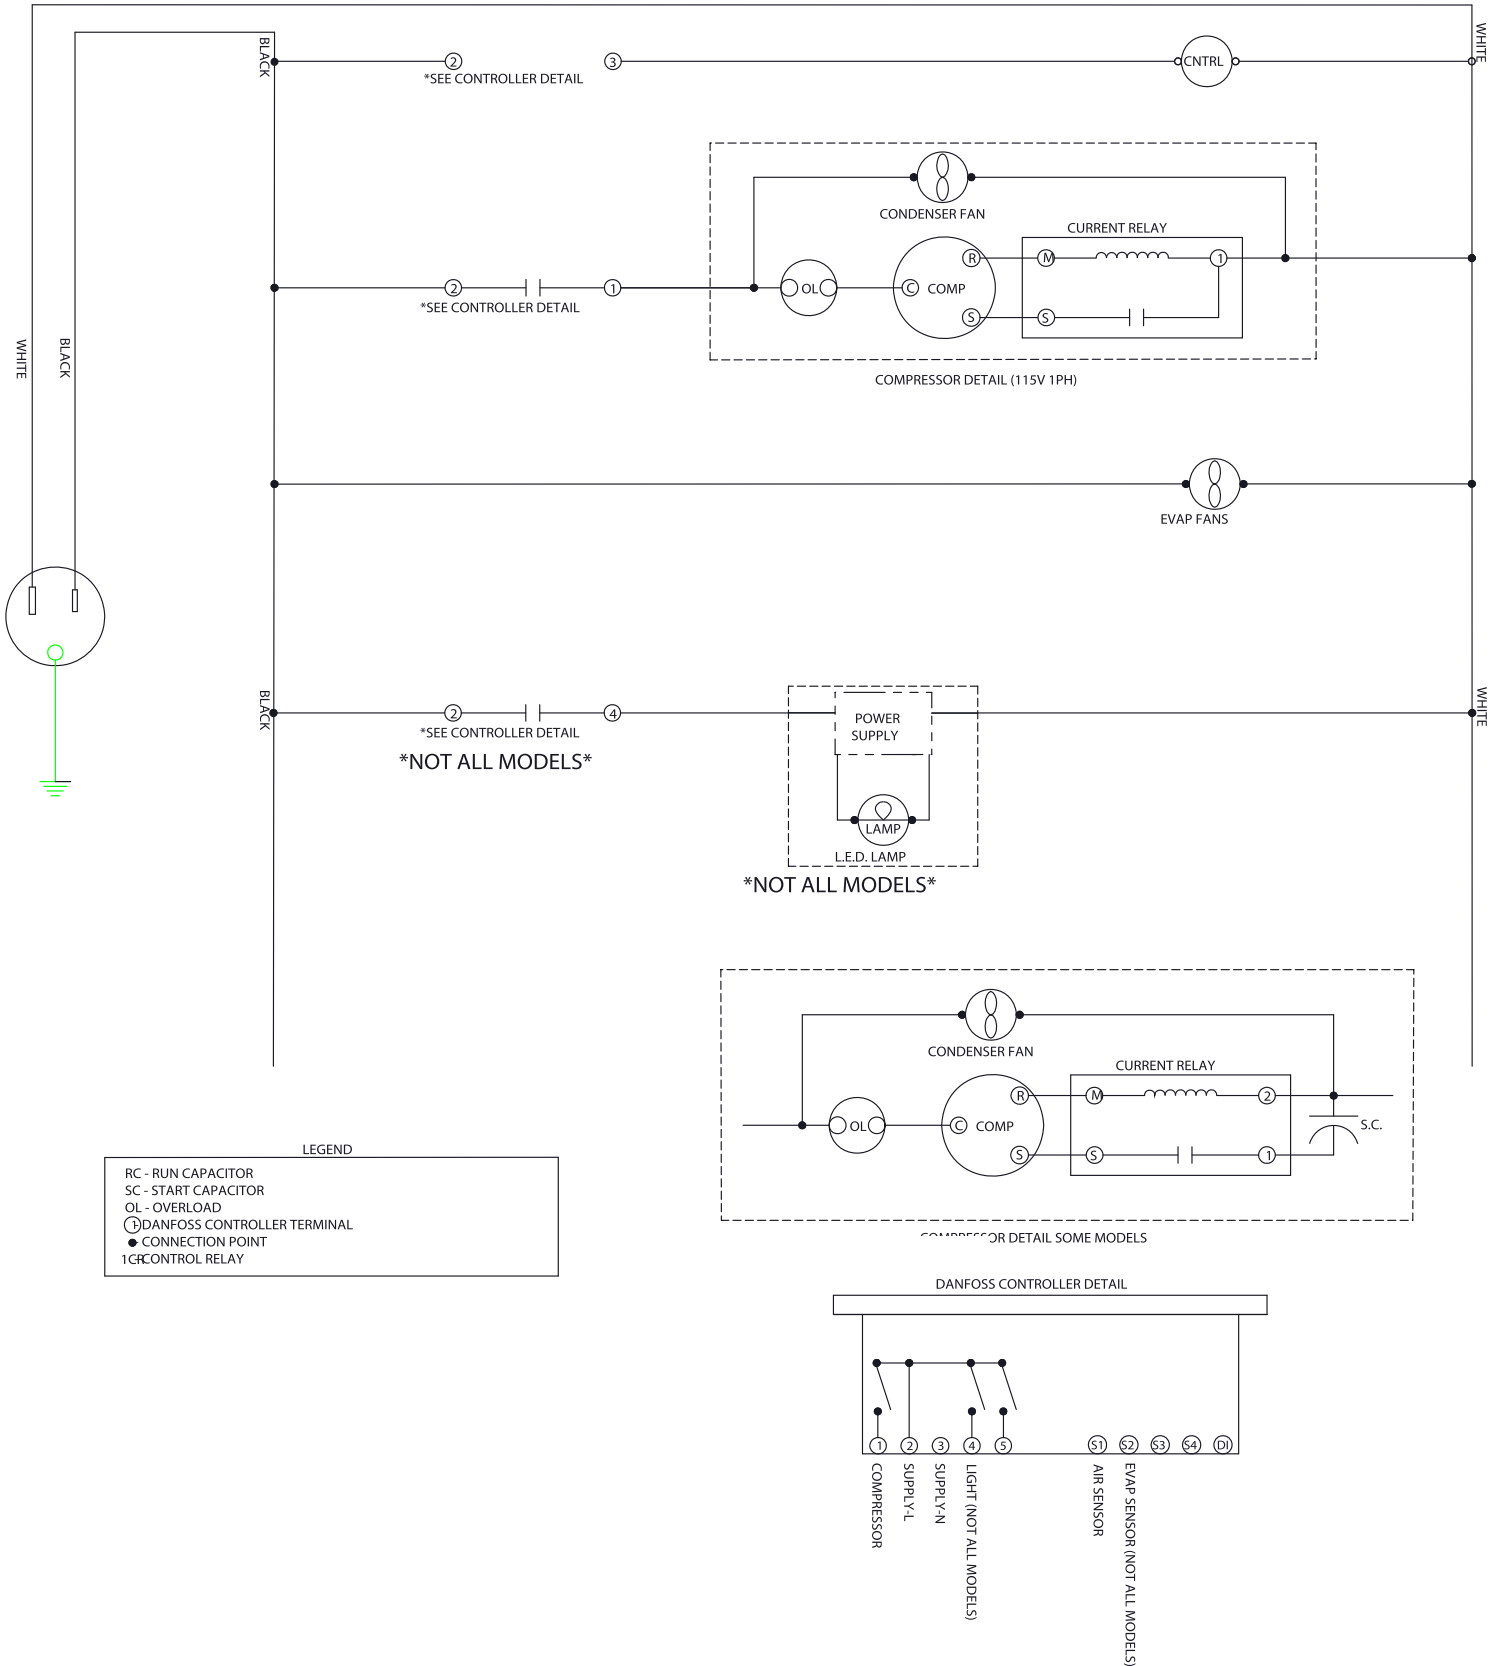 BLACK
WHITE
2
3
CNTRL
*SEE CONTROLLER DETAIL
CONDENSER FAN
CURRENT RELAY
R
M
1
2
1
OL
C
COMP
*SEE CONTROLLER DETAIL
S
S
COMPRESSOR DETAIL (115V 1PH)
WHITE
BLACK
EVAP FANS
BLACK
WHITE
2
4
*SEE CONTROLLER DETAIL
*NOT ALL MODELS*
POWER
SUPPLY
LAMP
L.E.D. LAMP
*NOT ALL MODELS*
CONDENSER FAN
CURRENT RELAY
R
M
2
OL
C
COMP
S.C.
S
S
1
COMPRESSOR DETAIL SOME MODELS
LEGEND
RC - RUN CAPACITOR
SC - START CAPACITOR
OL - OVERLOAD
1 - DANFOSS CONTROLLER TERMINAL
- CONNECTION POINT
1CR - CONTROL RELAY
DANFOSS CONTROLLER DETAIL
1
2
3
4
5
S1
S2
S3
S4
DI
COMPRESSOR
SUPPLY-L
SUPPLY-N
LIGHT (NOT ALL MODELS)
AIR SENSOR
EVAP SENSOR (NOT ALL MODELS)